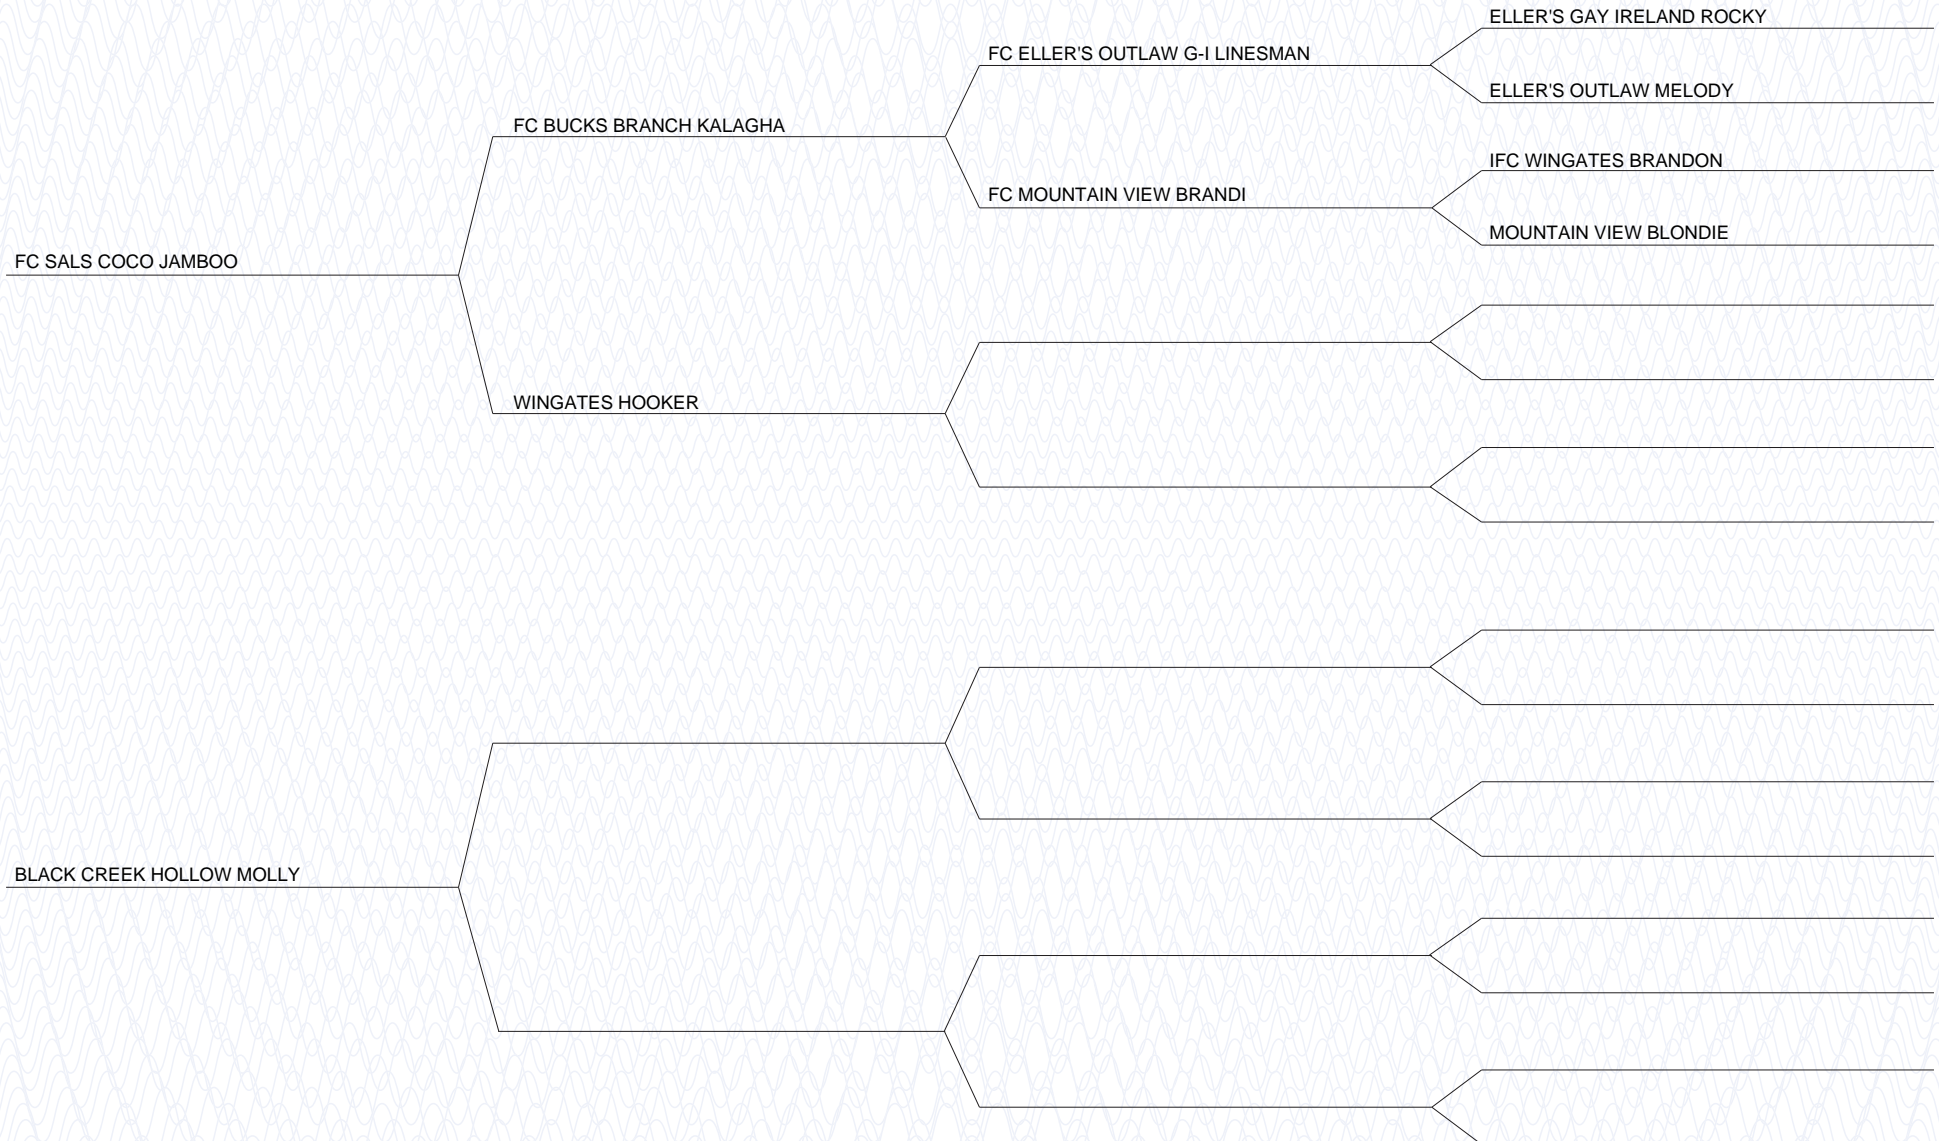 ELLER'S GAY IRELAND ROCKY
FC ELLER'S OUTLAW G-I LINESMAN
ELLER'S OUTLAW MELODY
FC BUCKS BRANCH KALAGHA
IFC WINGATES BRANDON
FC MOUNTAIN VIEW BRANDI
MOUNTAIN VIEW BLONDIE
FC SALS COCO JAMBOO
WINGATES HOOKER
BLACK CREEK HOLLOW MOLLY